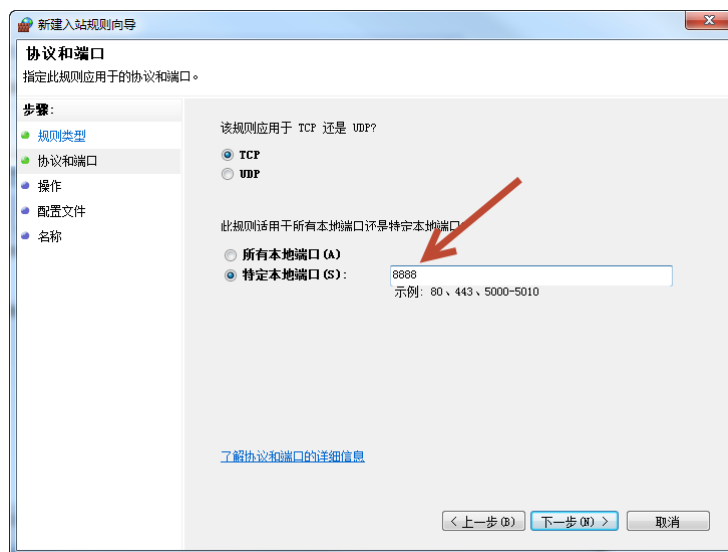 新建入站规则向导
协议和端口
指定此规则应用于的协议和端口。
步骤:
规则类型
协议和端口
操作
配置文件
名称
该规则应用于 TCP 还是 UDP?
TCP
UDP
此规则适用于所有本地端口还是特定本地端口
所有本地端口(A)
特定本地端口(S):
8888
示例: 80、443、5000-5010
了解协议和端口的详细信息
< 上一步(B)
下一步(N) >
取消